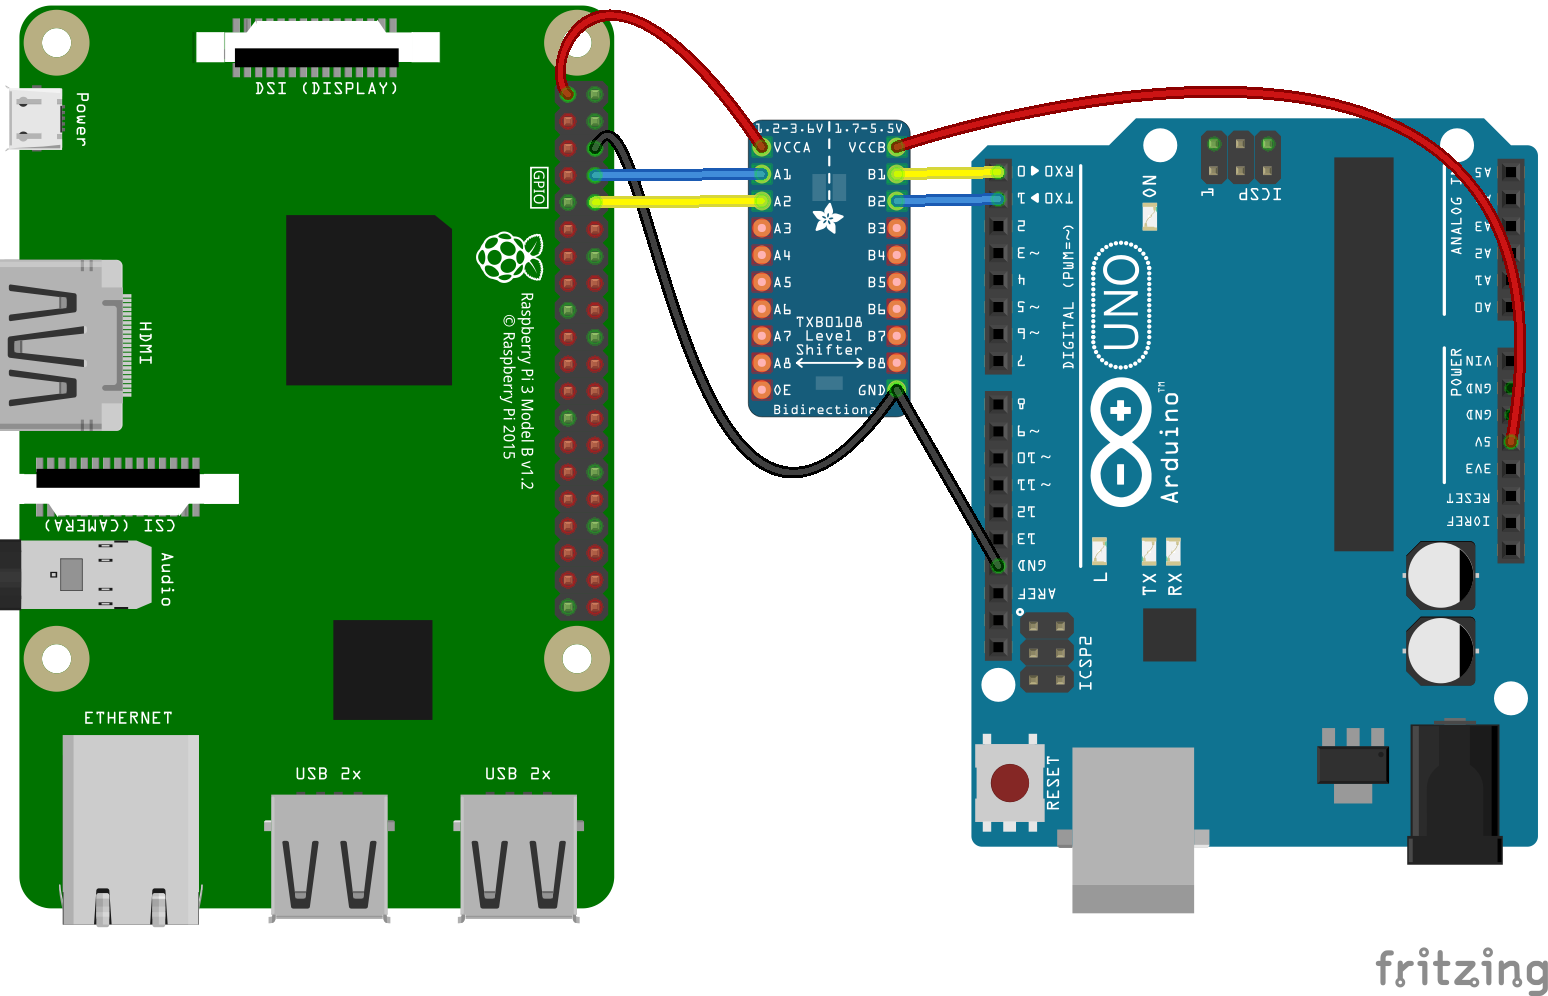 DSI (DISPLAY)
Power
GPIO
HDMI
Raspberry Pi 3 Model B v1.2
© Raspberry Pi 2015
CSI (CAMERA)
Audio
ETHERNET
USB 2x
USB 2x
1.2-3.6V 1.7-5.5V
VCCA VCCB
A1 B1
A2 B2
A3 B3
A4 B4
A5 B5
A6 B6
TXB0108
A7 Level B7
Shifter
A8 B8
OE GND
Bidirectiona
RX0 ◀ 0
TX0 ▶ 1
2
~ 3
4
~ 5
~ 6
7
8
~ 9
~ 10
~ 11
12
13
GND
AREF
DIGITAL (PWM=~)
ON
1
ICSP
UNO
Arduino™
L
TX
RX
ICSP2
RESET
A5
A3
A2
A1
A0
VIN
GND
GND
5V
3V3
RESET
IOREF
POWER
fritzing